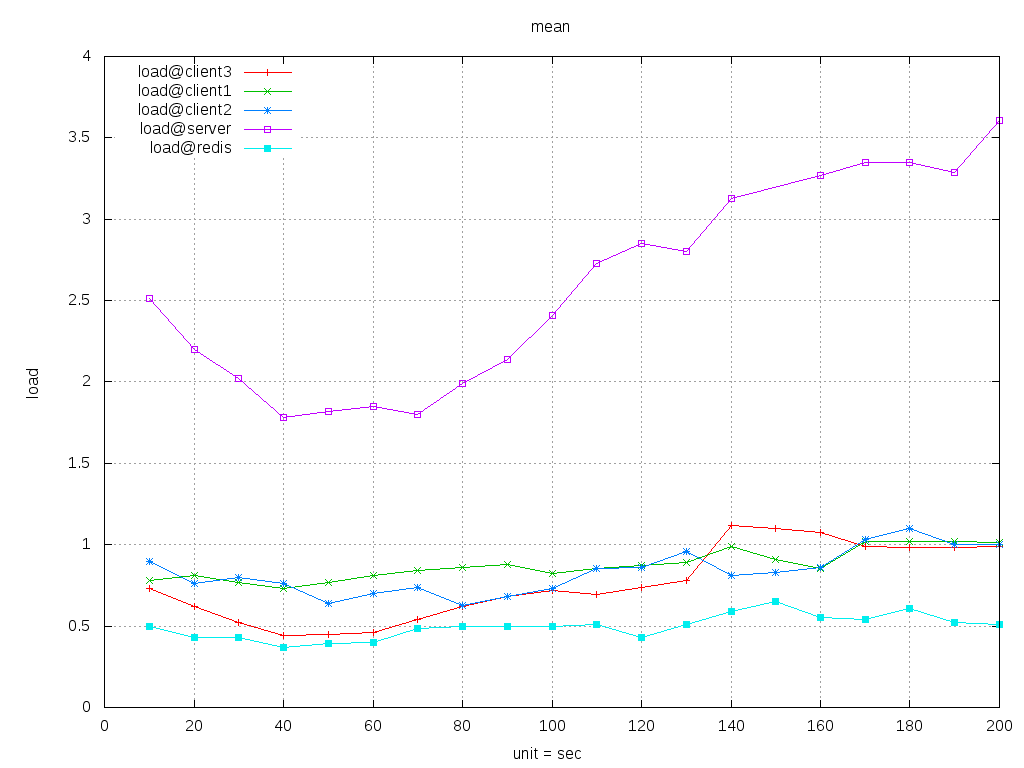 mean
4
3.5
3
2.5
2
1.5
1
0.5
0
load
load@client3
load@client1
load@client2
load@server
load@redis
0 20 40 60 80 100 120 140 160 180 200
unit = sec